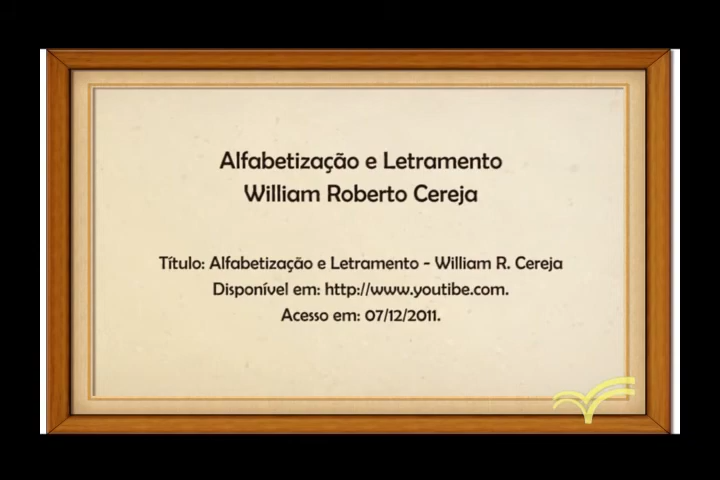 Alfabetização e Letramento
William Roberto Cereja
Título: Alfabetização e Letramento - William R. Cereja
Disponível em: http://www.youtibe.com.
Acesso em: 07/12/2011.